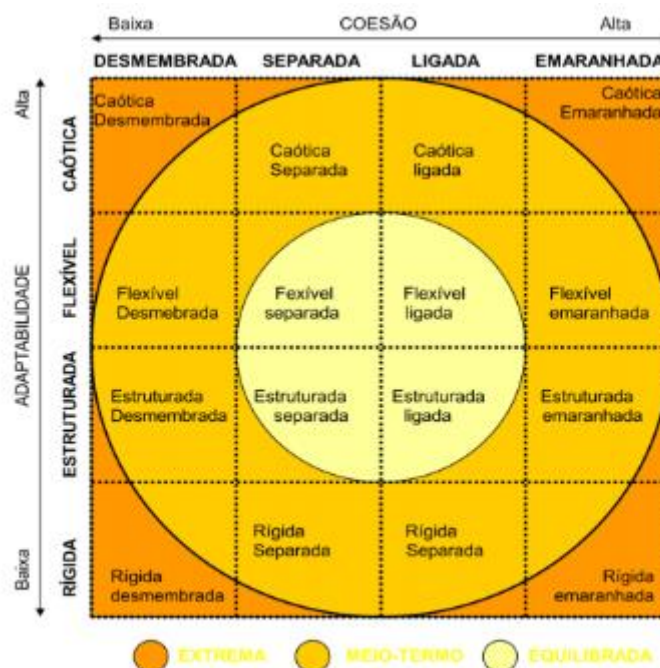 Baixa COESÃO Alta
DESMEMBRADA SEPARADA LIGADA EMARANHADA
Alta
ADAPTABILIDADE
Baixa
CAÓTICA
FLEXÍVEL
ESTRUTURADA
RÍGIDA
Caótica
Desmembrada
Caótica
Separada
Caótica
ligada
Caótica
Emaranhada
Flexível
Desmebrada
Fexível
separada
Flexível
ligada
Flexível
emaranhada
Estruturada
Desmembrada
Estruturada
separada
Estruturada
ligada
Estruturada
emaranhada
Rígida
desmembrada
Rígida
Separada
Rígida
Separada
Rígida
emaranhada
EXTREMA MEIO-TERMO EQUILIBRADA